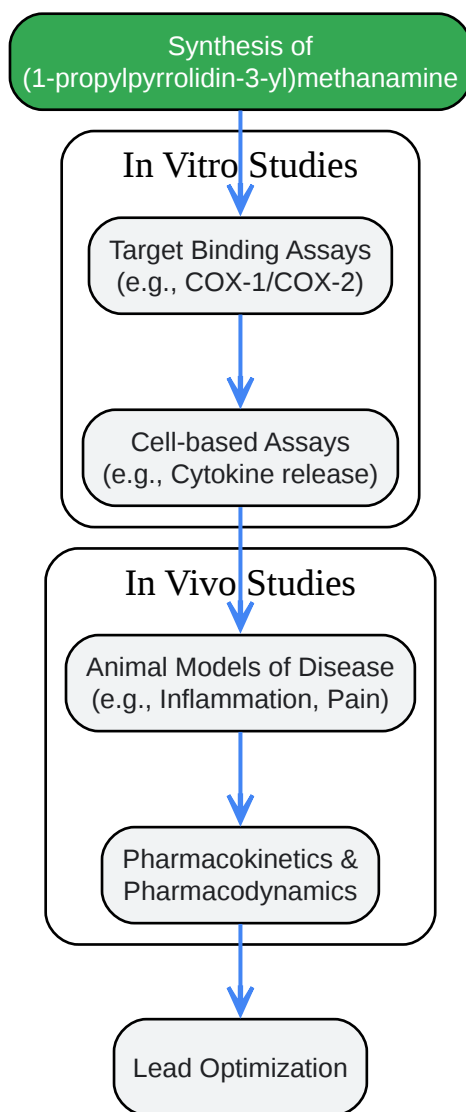 Synthesis of
(1-propylpyrrolidin-3-yl)methanamine
In Vitro Studies
Target Binding Assays
(e.g., COX-1/COX-2)
Cell-based Assays
(e.g., Cytokine release)
In Vivo Studies
Animal Models of Disease
(e.g., Inflammation, Pain)
Pharmacokinetics &
Pharmacodynamics
Lead Optimization